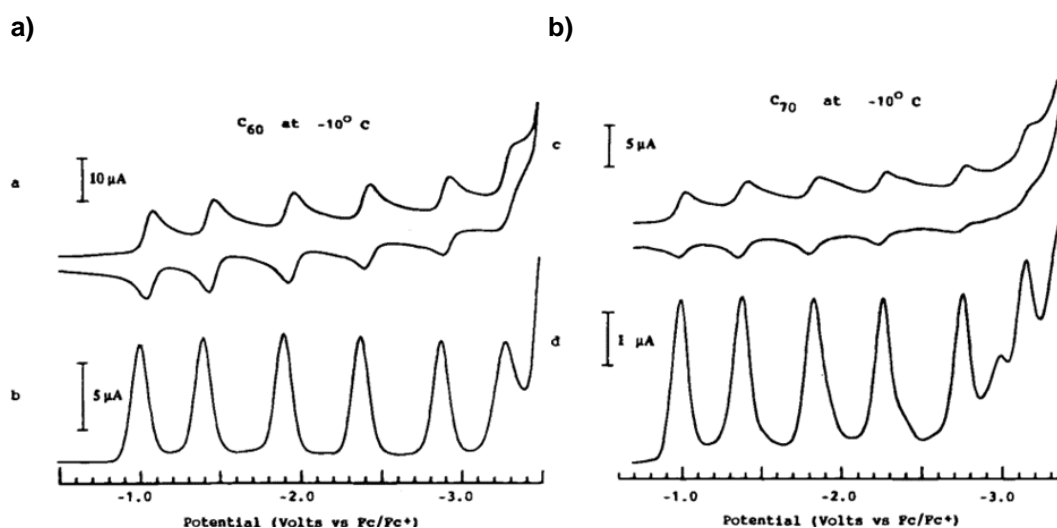 a)
b)
C60 at -10° C
10 µA
a
b
5 µA
-1.0 -2.0 -3.0
Potential (Volts vs Fc/Fc+)
C70 at -10° C
5 µA
c
d
1 µA
-1.0 -2.0 -3.0
Potential (Volts vs Fc/Fc+)